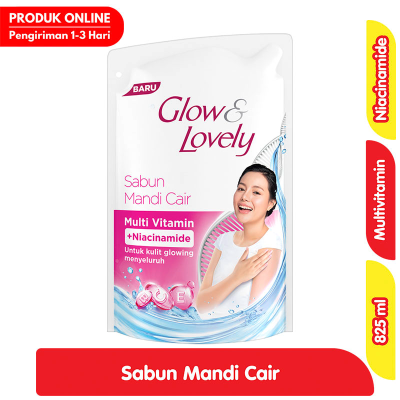 PRODUK ONLINE
Pengiriman 1-3 Hari
BARU
Glow &
Lovely
Sabun
Mandi Cair
Multi Vitamin
+Niacinamide
Untuk kulit glowing
menyeluruh
Niacinamide
Multivitamin
825 ml
Sabun Mandi Cair